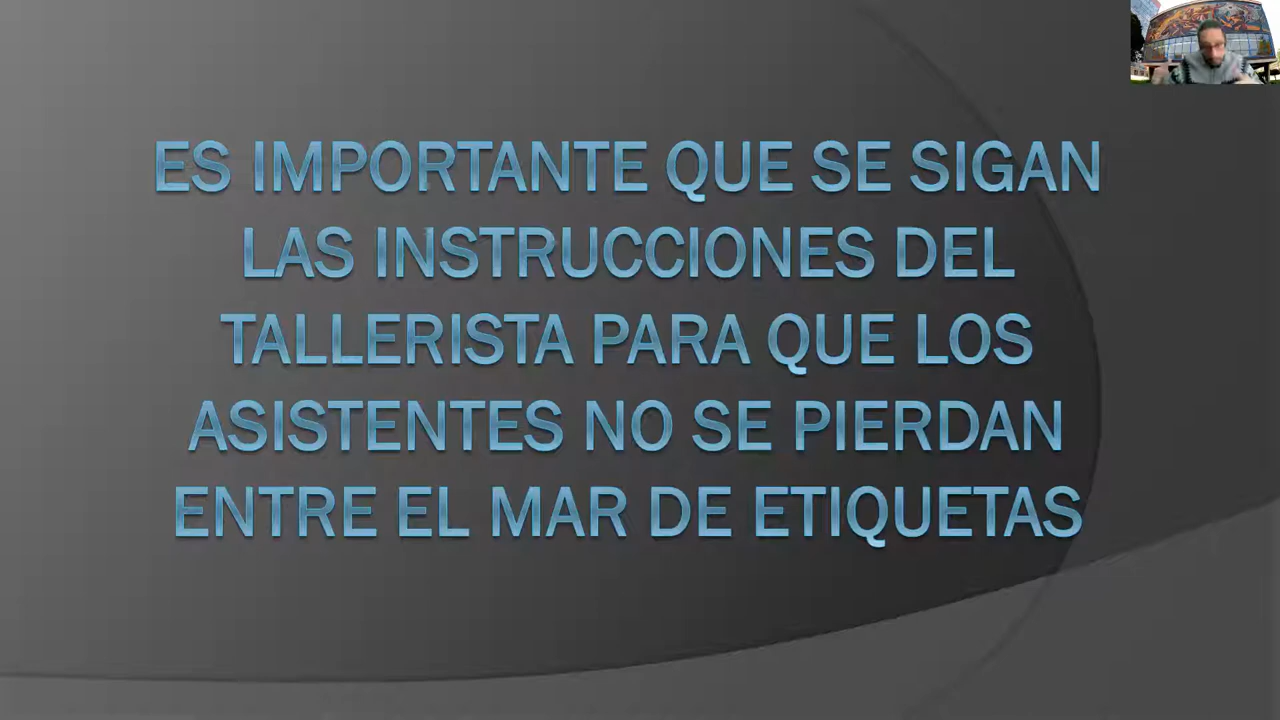 ES IMPORTANTE QUE SE SIGAN
LAS INSTRUCCIONES DEL
TALLERISTA PARA QUE LOS
ASISTENTES NO SE PIERDAN
ENTRE EL MAR DE ETIQUETAS